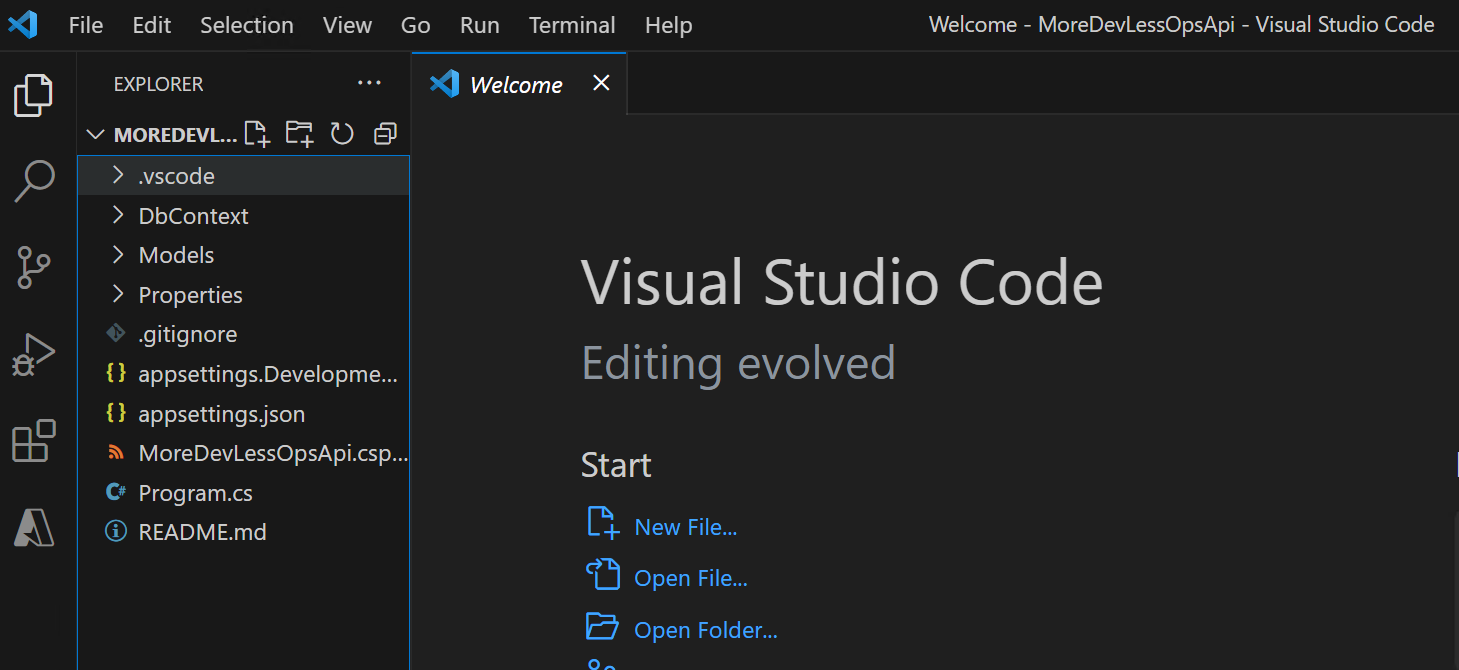 File Edit Selection View Go Run Terminal Help Welcome - MoreDevLessOpsApi - Visual Studio Code
EXPLORER ...
Welcome
MOREDEVL...
.vscode
DbContext
Models
Properties
.gitignore
{} appsettings.Developme...
{} appsettings.json
MoreDevLessOpsApi.csp...
C# Program.cs
README.md
Visual Studio Code
Editing evolved
Start
New File...
Open File...
Open Folder...